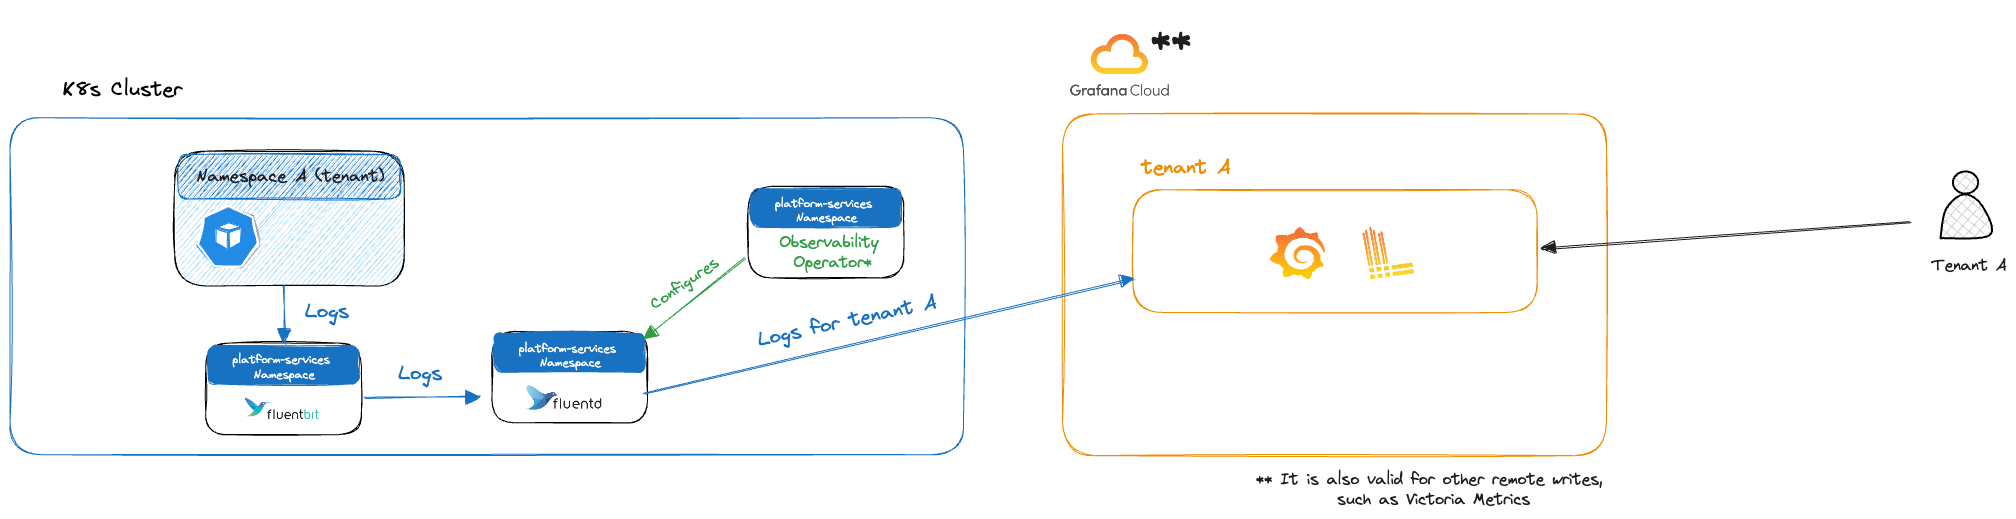 K8s Cluster
Namespace A (tenant)
Logs
platform-services
Namespace
fluentbit
Logs
platform-services
Namespace
fluentd
Configures
platform-services
Namespace
Observability
Operator*
Logs for tenant A
**
Grafana Cloud
tenant A
Tenant A
** It is also valid for other remote writes,
such as Victoria Metrics